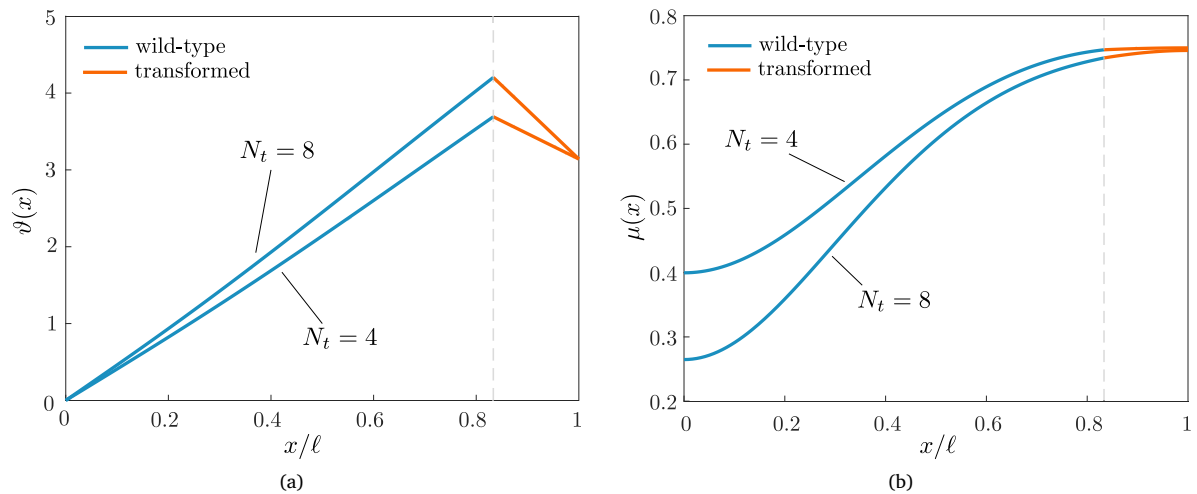 5
4
3
2
1
0
ϑ(x)
wild-type
transformed
N_t = 8
N_t = 4
0 0.2 0.4 0.6 0.8 1
x/ℓ
(a)
0.8
0.7
0.6
0.5
0.4
0.3
0.2
μ(x)
wild-type
transformed
N_t = 4
N_t = 8
0 0.2 0.4 0.6 0.8 1
x/ℓ
(b)